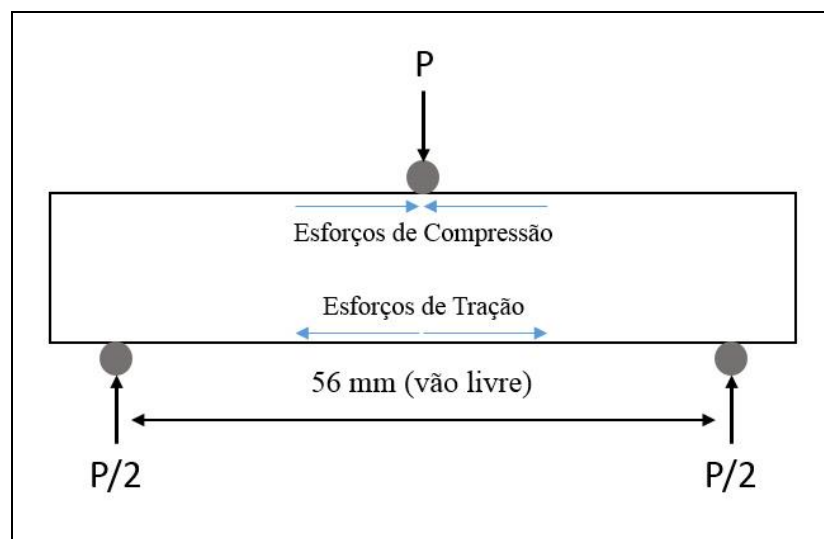 P
Esforços de Compressão
Esforços de Tração
56 mm (vão livre)
P/2
P/2